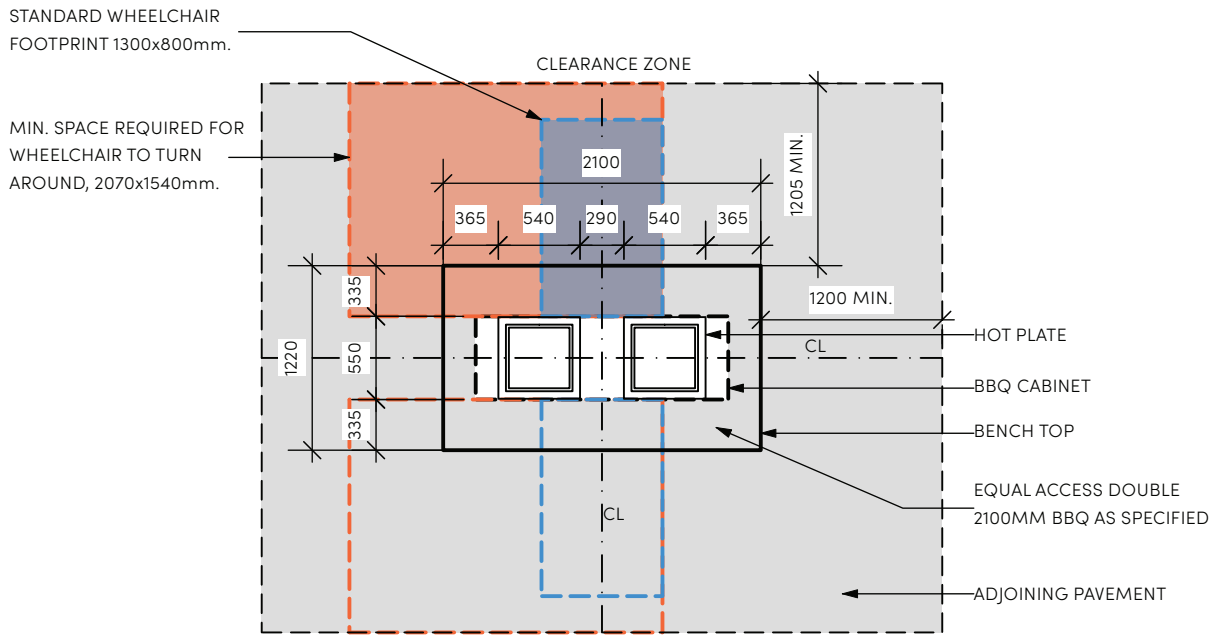 STANDARD WHEELCHAIR
FOOTPRINT 1300x800mm.
CLEARANCE ZONE
MIN. SPACE REQUIRED FOR
WHEELCHAIR TO TURN
AROUND, 2070x1540mm.
2100
1205 MIN.
365
540
290
540
365
335
1200 MIN.
HOT PLATE
CL
1220
550
BBQ CABINET
335
BENCH TOP
EQUAL ACCESS DOUBLE
2100MM BBQ AS SPECIFIED
CL
ADJOINING PAVEMENT